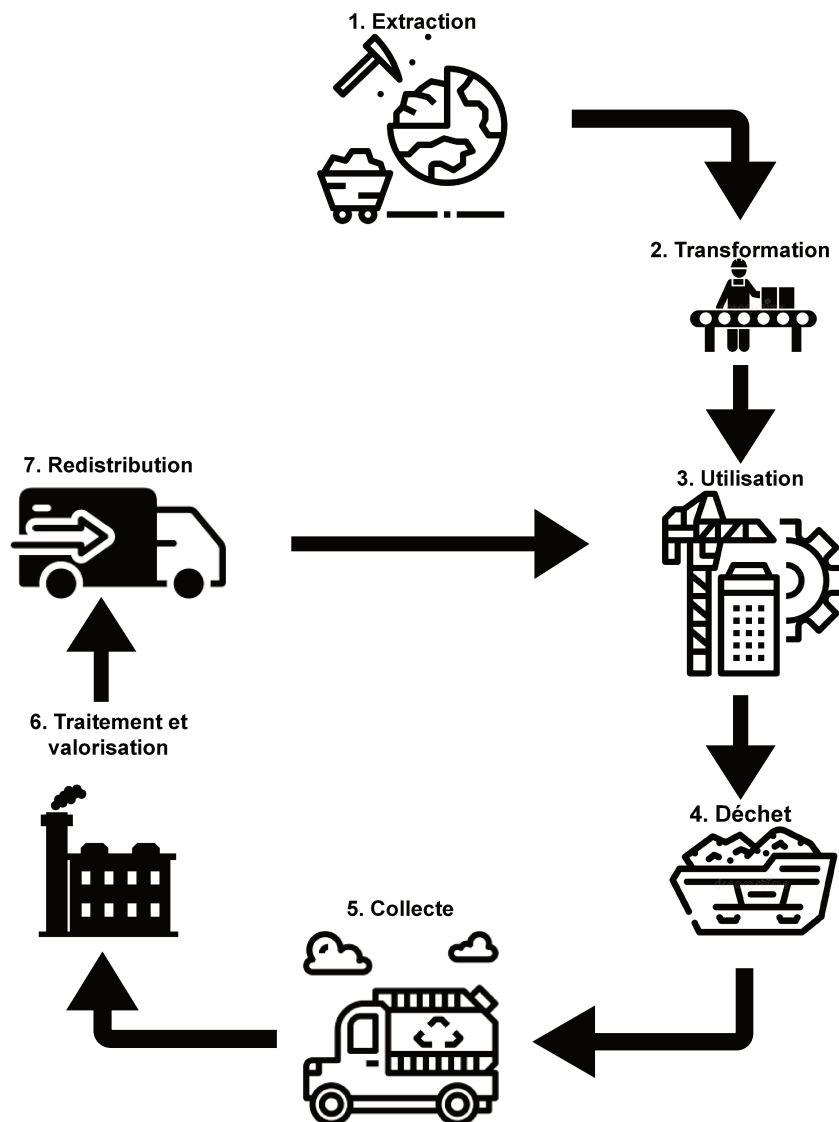 1. Extraction
2. Transformation
7. Redistribution
3. Utilisation
6. Traitement et
valorisation
4. Déchet
5. Collecte